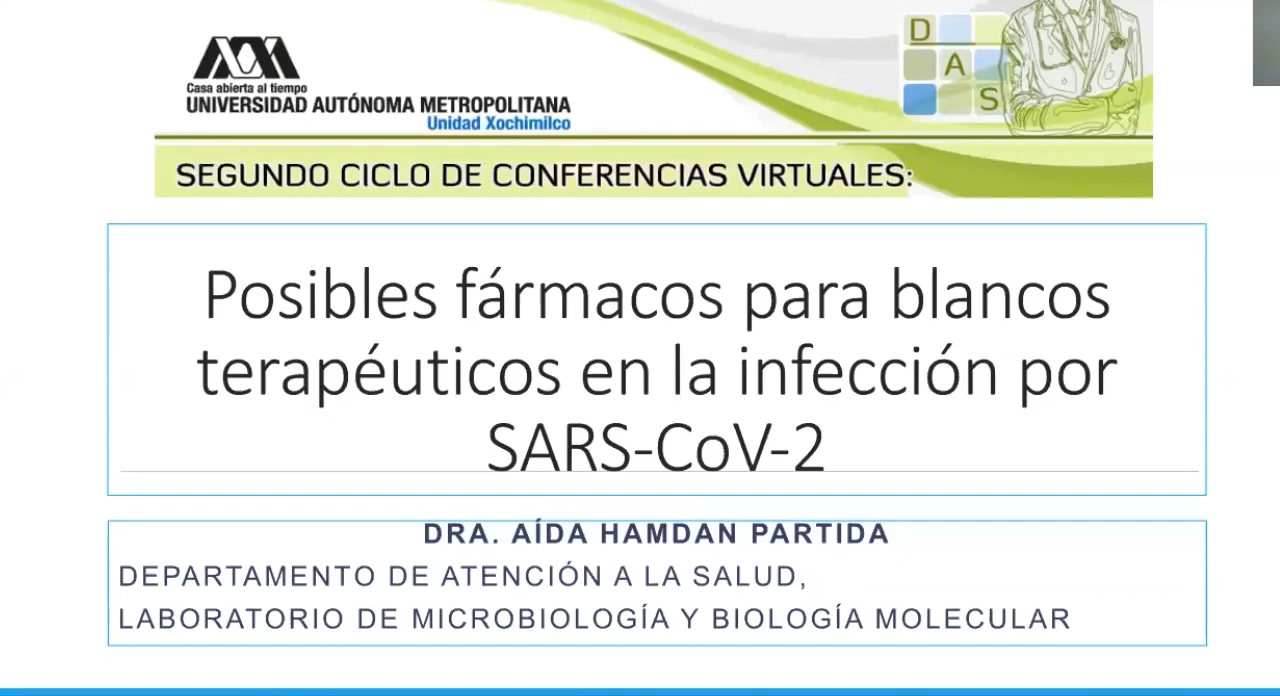 Casa abierta al tiempo
UNIVERSIDAD AUTÓNOMA METROPOLITANA
Unidad Xochimilco
D
A
S
SEGUNDO CICLO DE CONFERENCIAS VIRTUALES:
Posibles fármacos para blancos
terapéuticos en la infección por
SARS-CoV-2
DRA. AÍDA HAMDAN PARTIDA
DEPARTAMENTO DE ATENCIÓN A LA SALUD,
LABORATORIO DE MICROBIOLOGÍA Y BIOLOGÍA MOLECULAR